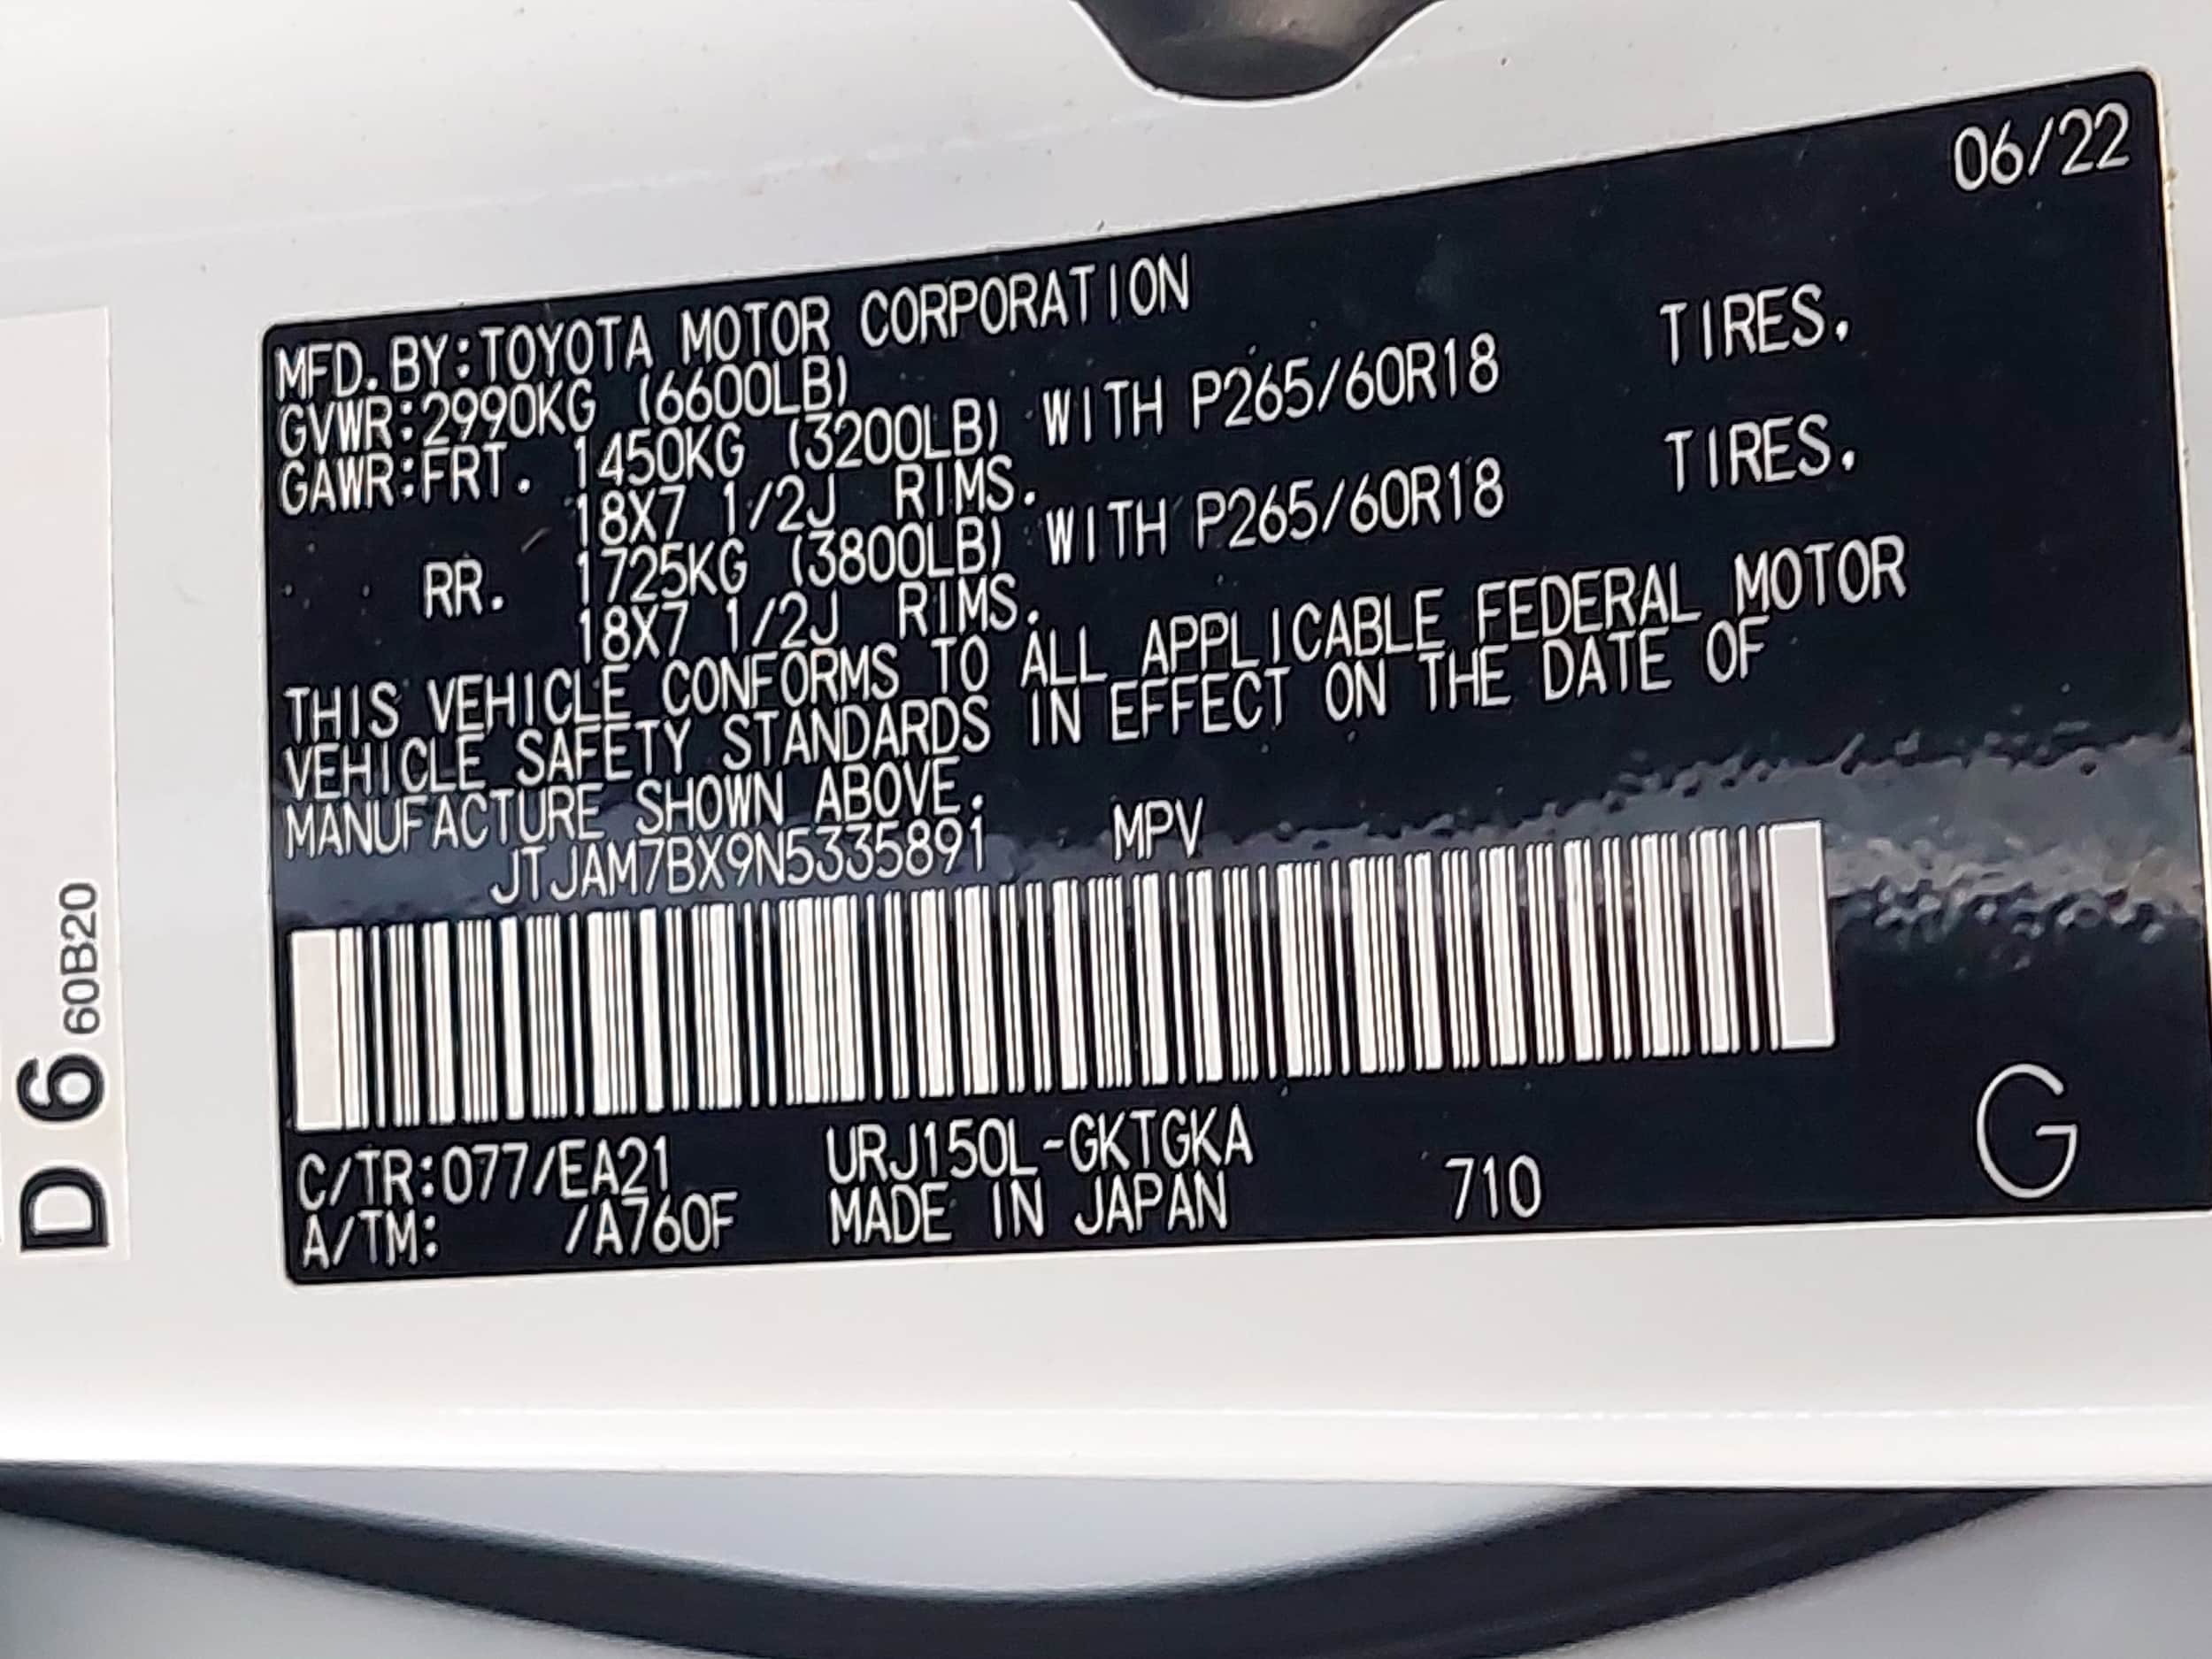 06/22
MFD.BY:TOYOTA MOTOR CORPORATION
GVWR:2990KG (6600LB)
GAWR:FRT. 1450KG (3200LB) WITH P265/60R18 TIRES.
18X7 1/2J RIMS.
RR. 1725KG (3800LB) WITH P265/60R18 TIRES.
18X7 1/2J RIMS.
THIS VEHICLE CONFORMS TO ALL APPLICABLE FEDERAL MOTOR
VEHICLE SAFETY STANDARDS IN EFFECT ON THE DATE OF
MANUFACTURE SHOWN ABOVE.
JTJAM7BX9N5335891 MPV
C/TR:077/EA21 URJ150L-GKTGKA
A/TM: /A760F MADE IN JAPAN 710 G
D6 60B20